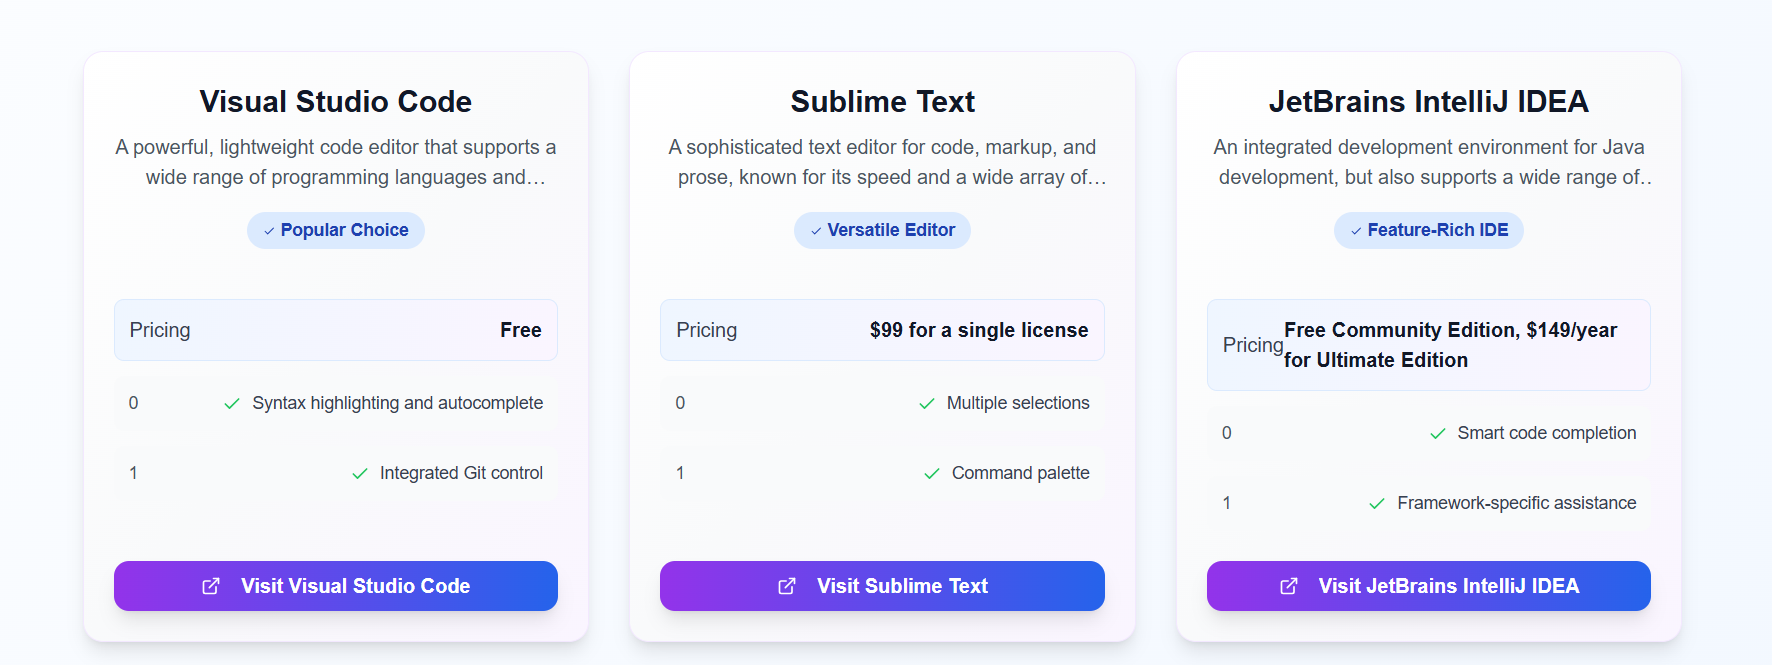 Visual Studio Code
A powerful, lightweight code editor that supports a
wide range of programming languages and…
Popular Choice
Pricing Free
0 Syntax highlighting and autocomplete
1 Integrated Git control
Visit Visual Studio Code
Sublime Text
A sophisticated text editor for code, markup, and
prose, known for its speed and a wide array of…
Versatile Editor
Pricing $99 for a single license
0 Multiple selections
1 Command palette
Visit Sublime Text
JetBrains IntelliJ IDEA
An integrated development environment for Java
development, but also supports a wide range of..
Feature-Rich IDE
Pricing Free Community Edition, $149/year
for Ultimate Edition
0 Smart code completion
1 Framework-specific assistance
Visit JetBrains IntelliJ IDEA